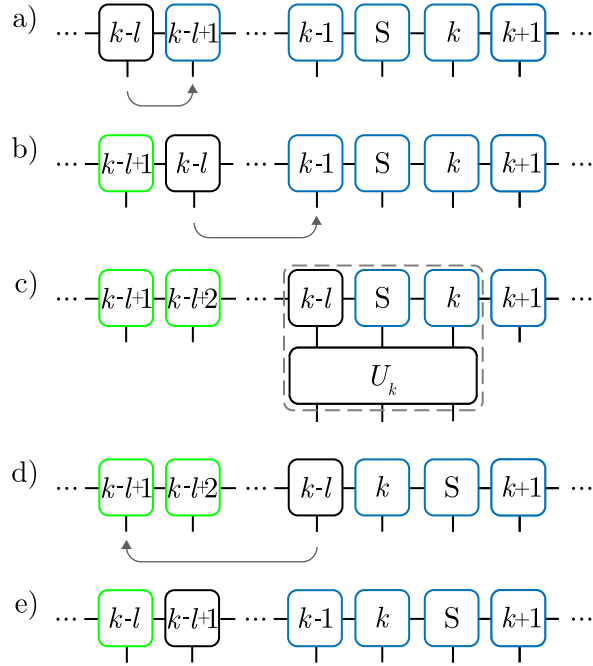 a) ··· k-l k-l+1 ··· k-1 S k k+1 ···
b) ··· k-l+1 k-l ··· k-1 S k k+1 ···
c) ··· k-l+1 k-l+2 ··· k-l S k k+1 ···
U_k
d) ··· k-l+1 k-l+2 ··· k-l k S k+1 ···
e) ··· k-l k-l+1 ··· k-1 k S k+1 ···